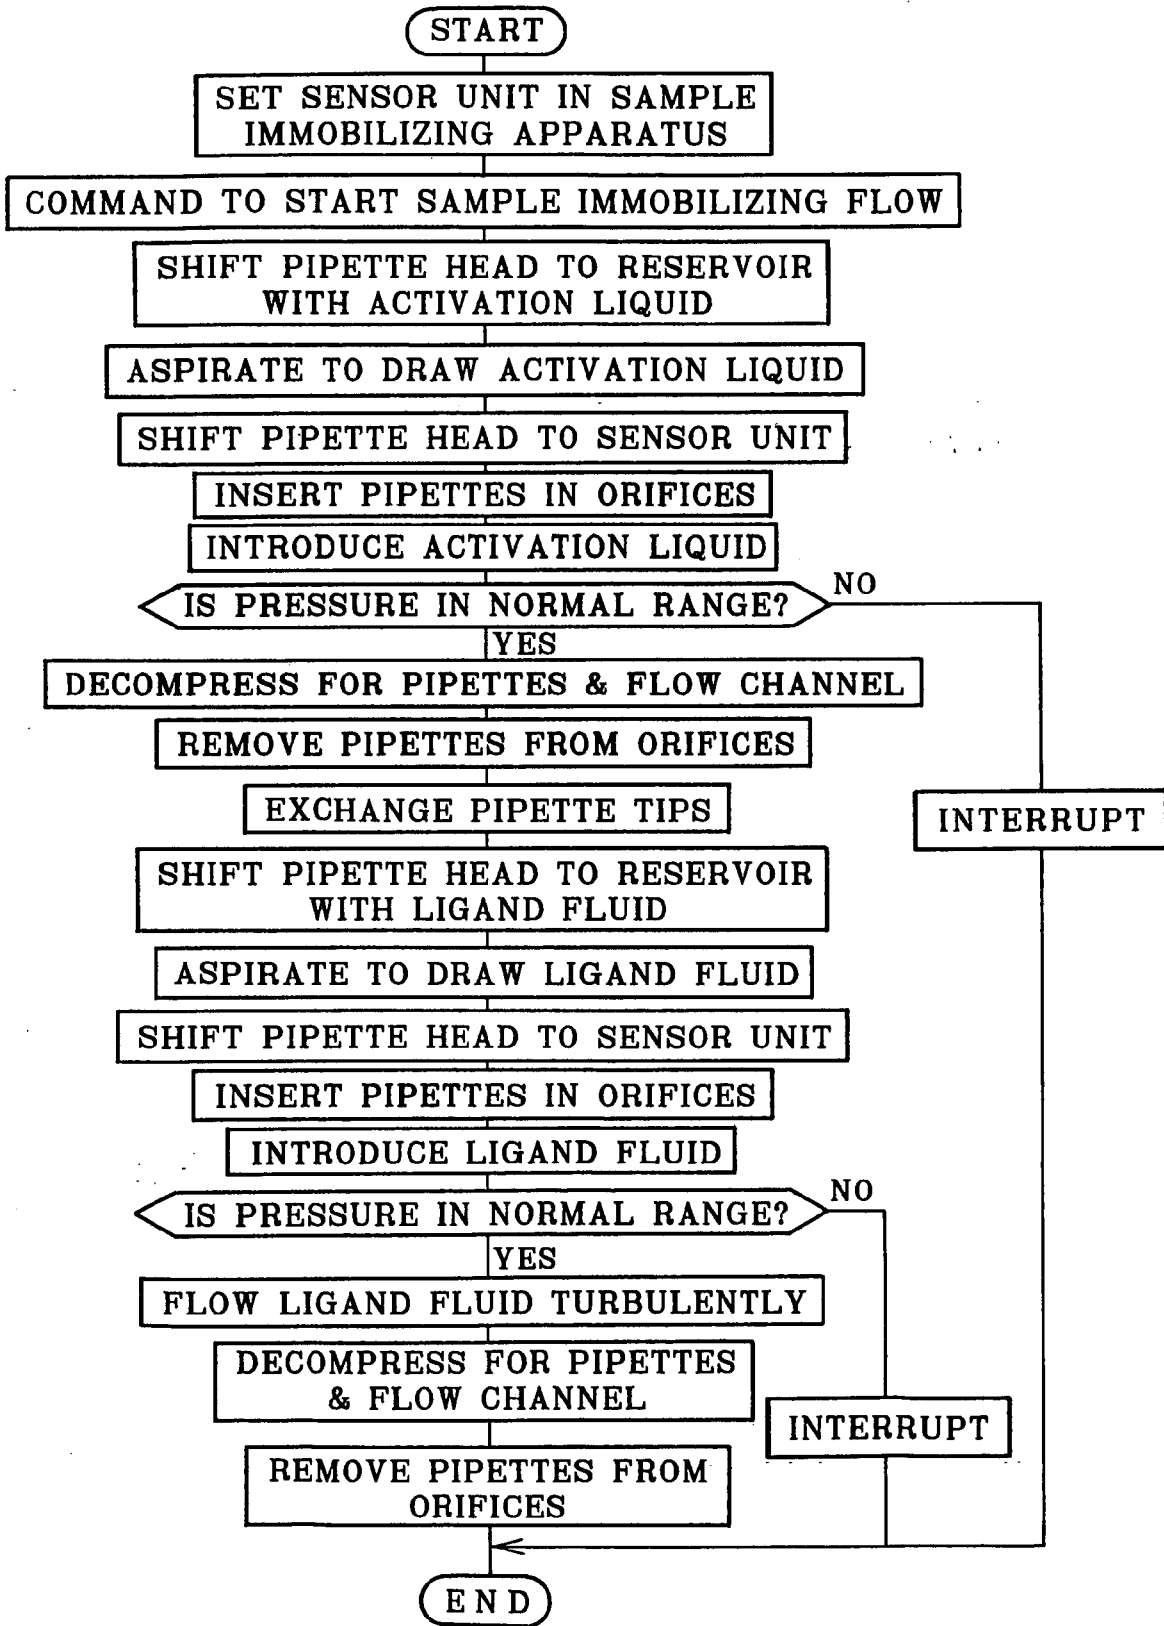 START
SET SENSOR UNIT IN SAMPLE
IMMOBILIZING APPARATUS
COMMAND TO START SAMPLE IMMOBILIZING FLOW
SHIFT PIPETTE HEAD TO RESERVOIR
WITH ACTIVATION LIQUID
ASPIRATE TO DRAW ACTIVATION LIQUID
SHIFT PIPETTE HEAD TO SENSOR UNIT
INSERT PIPETTES IN ORIFICES
INTRODUCE ACTIVATION LIQUID
IS PRESSURE IN NORMAL RANGE?
NO
YES
DECOMPRESS FOR PIPETTES & FLOW CHANNEL
REMOVE PIPETTES FROM ORIFICES
EXCHANGE PIPETTE TIPS
INTERRUPT
SHIFT PIPETTE HEAD TO RESERVOIR
WITH LIGAND FLUID
ASPIRATE TO DRAW LIGAND FLUID
SHIFT PIPETTE HEAD TO SENSOR UNIT
INSERT PIPETTES IN ORIFICES
INTRODUCE LIGAND FLUID
IS PRESSURE IN NORMAL RANGE?
NO
YES
FLOW LIGAND FLUID TURBULENTLY
DECOMPRESS FOR PIPETTES
& FLOW CHANNEL
INTERRUPT
REMOVE PIPETTES FROM
ORIFICES
END